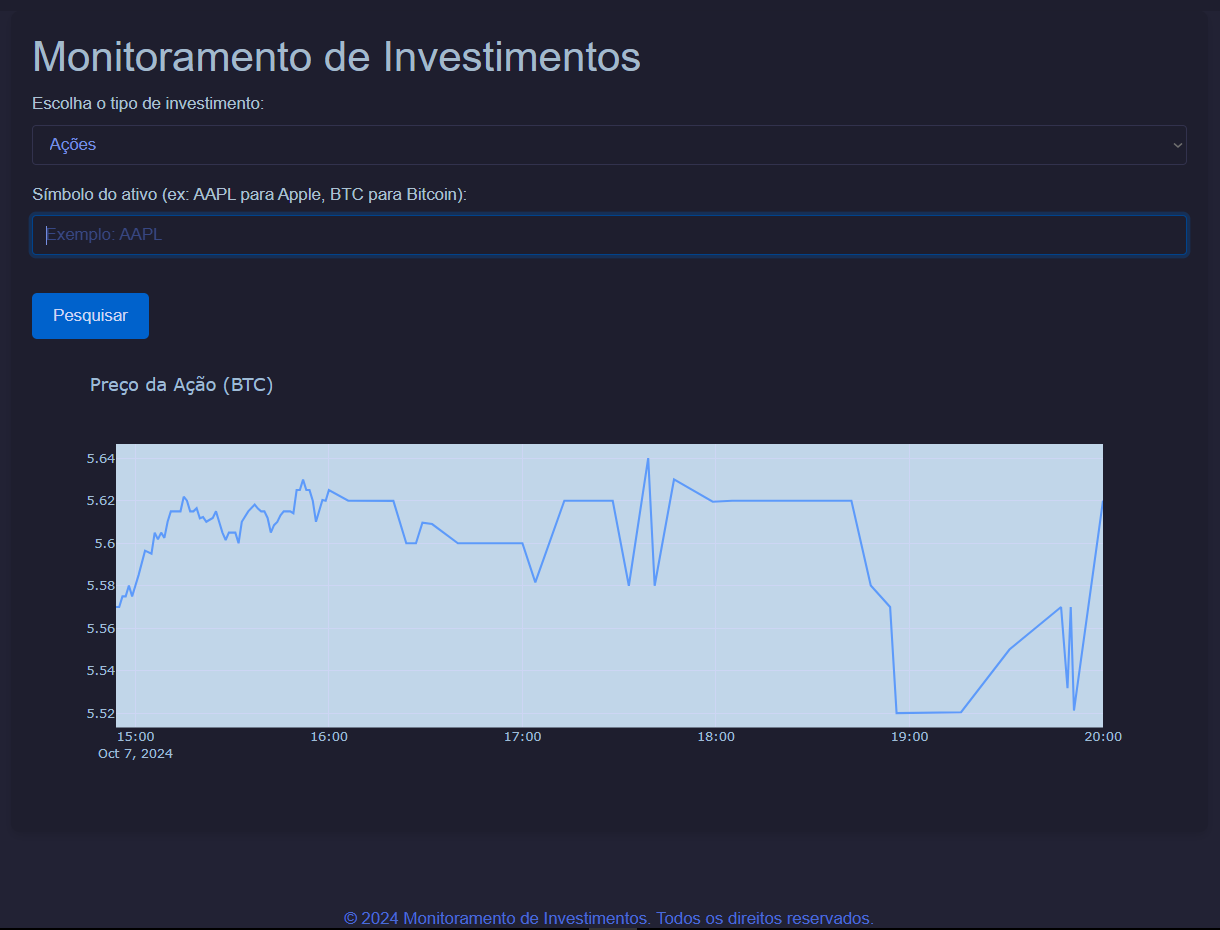 Monitoramento de Investimentos
Escolha o tipo de investimento:
Ações
Símbolo do ativo (ex: AAPL para Apple, BTC para Bitcoin):
Exemplo: AAPL
Pesquisar
Preço da Ação (BTC)
5.64
5.62
5.6
5.58
5.56
5.54
5.52
15:00 16:00 17:00 18:00 19:00 20:00
Oct 7, 2024
© 2024 Monitoramento de Investimentos. Todos os direitos reservados.